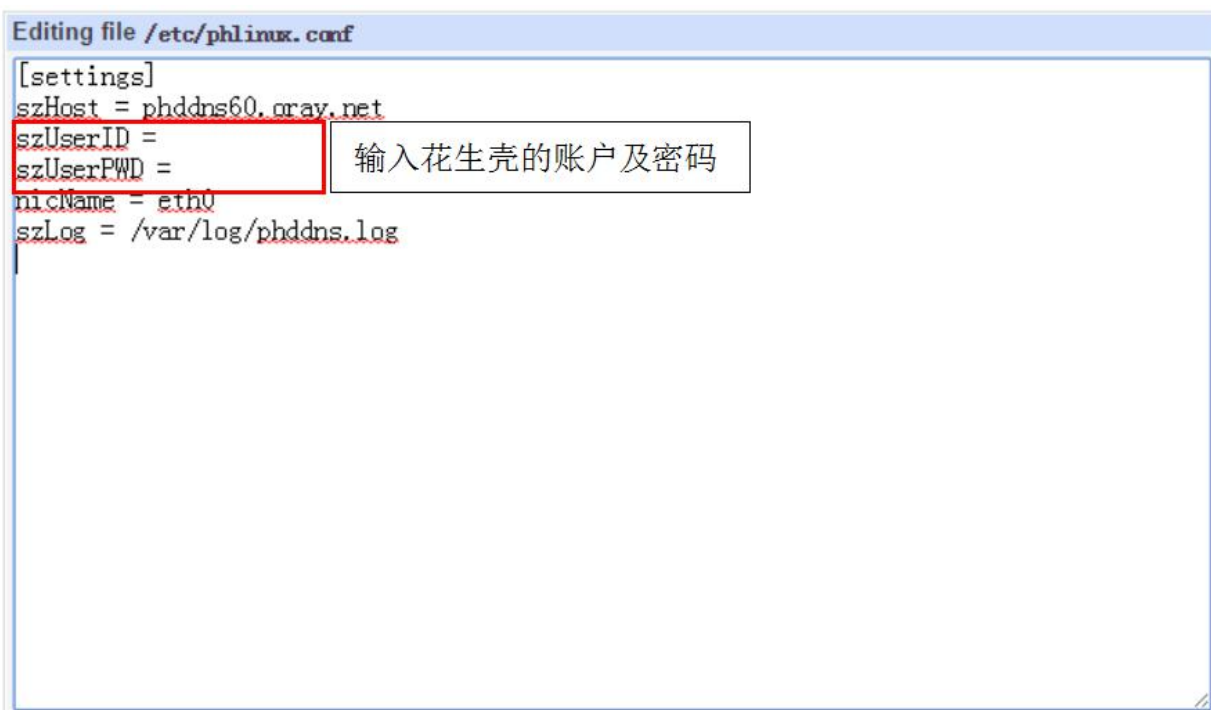 Editing file /etc/phlinux.conf
[settings]
szHost = phddns60.oray.net
szUserID =
szUserPWD =
输入花生壳的账户及密码
nicName = eth0
szLog = /var/log/phddns.log